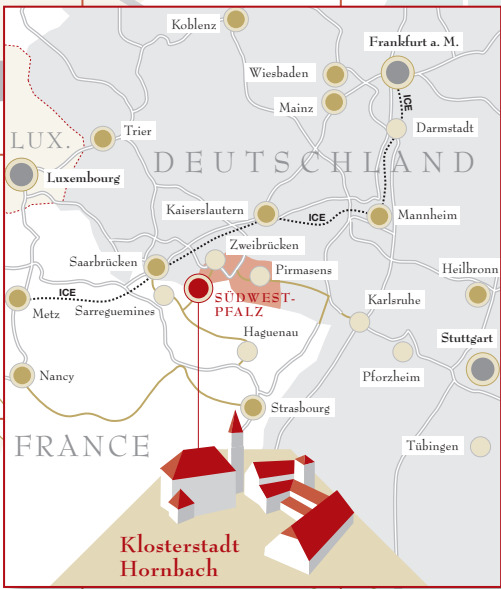 Koblenz
Frankfurt a. M.
Wiesbaden
Mainz
ICE
Trier
Darmstadt
LUX.
DEUTSCHLAND
Luxembourg
Kaiserslautern
ICE
Mannheim
Zweibrücken
Saarbrücken
Pirmasens
Heilbronn
ICE
SÜDWEST-
PFALZ
Metz
Sarreguemines
Karlsruhe
Haguenau
Stuttgart
Nancy
Pforzheim
Strasbourg
FRANCE
Tübingen
Klosterstadt
Hornbach